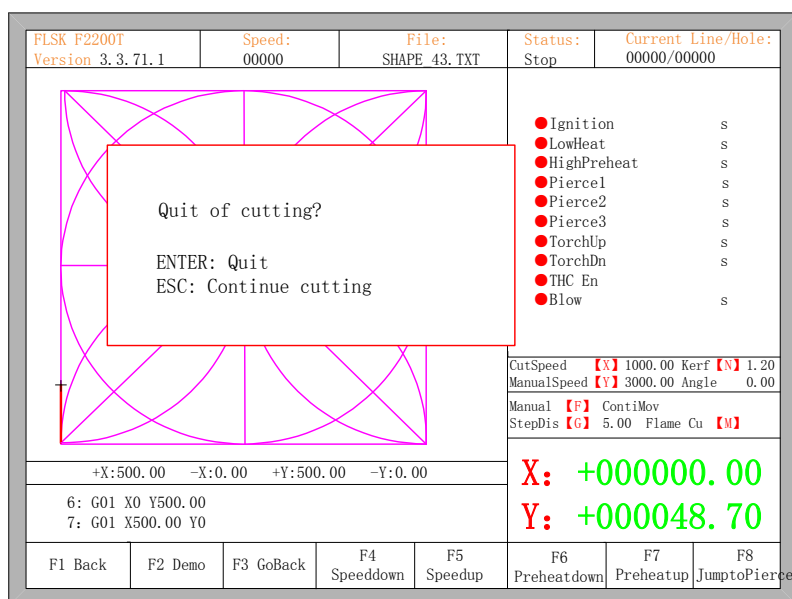 FLSK F2200T Speed: File: Status: Current Line/Hole:
Version 3.3.71.1 00000 SHAPE_43.TXT Stop 00000/00000
Quit of cutting?
ENTER: Quit
ESC: Continue cutting
Ignition s
LowHeat s
HighPreheat s
Pierce1 s
Pierce2 s
Pierce3 s
TorchUp s
TorchDn s
THC En
Blow s
CutSpeed 【X】 1000.00 Kerf【N】 1.20
ManualSpeed【Y】 3000.00 Angle 0.00
Manual 【F】 ContiMov
StepDis【G】 5.00 Flame Cu 【M】
+X:500.00 -X:0.00 +Y:500.00 -Y:0.00
6: G01 X0 Y500.00
7: G01 X500.00 Y0
X: +000000.00
Y: +000048.70
F1 Back F2 Demo F3 GoBack F4 Speeddown F5 Speedup F6 Preheatdown F7 Preheatup F8 JumptoPierce